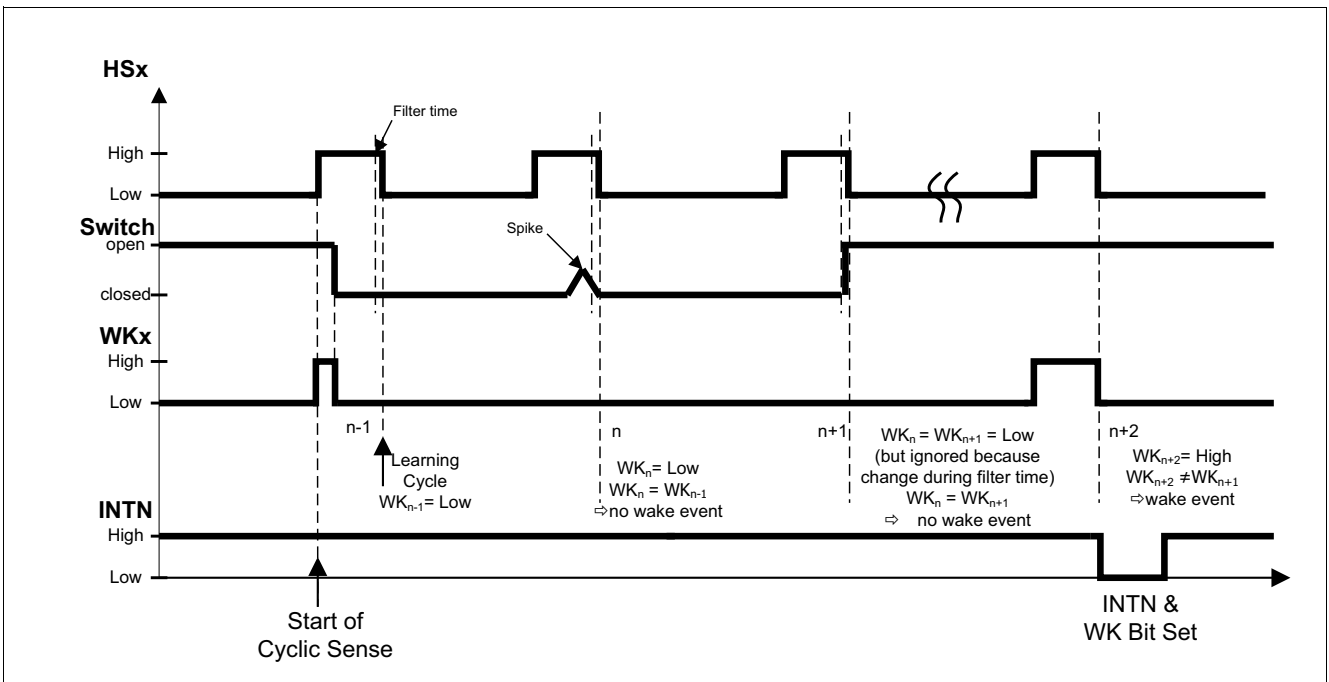 HSx
Filter time
High
Low
Switch
open
Spike
closed
WKx
High
Low
n-1
n
n+1
n+2
Learning
Cycle
WKn-1= Low
WKn= Low
WKn = WKn-1
⇨no wake event
WKn = WKn+1 = Low
(but ignored because
change during filter time)
WKn = WKn+1
⇨ no wake event
WKn+2= High
WKn+2 ≠WKn+1
⇨wake event
INTN
High
Low
Start of
Cyclic Sense
INTN &
WK Bit Set